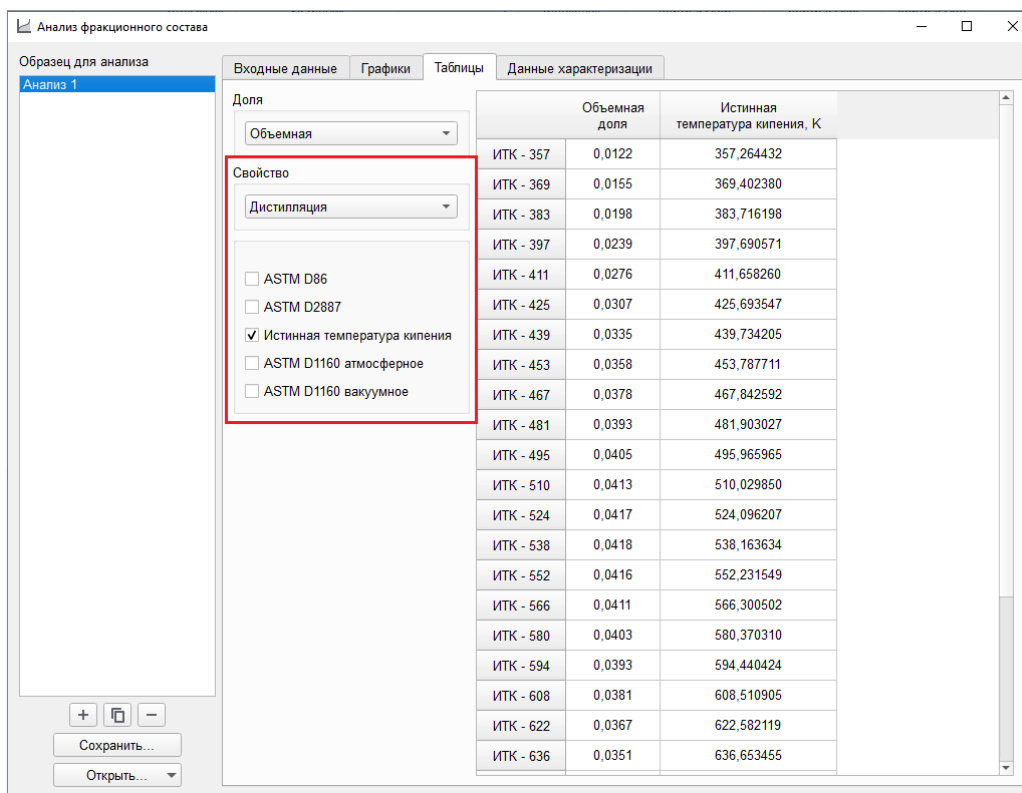 Анализ фракционного состава
Образец для анализа
Анализ 1
Сохранить...
Открыть...
Входные данные Графики Таблицы Данные характеризации
Доля
Объемная
Свойство
Дистилляция
ASTM D86
ASTM D2887
Истинная температура кипения
ASTM D1160 атмосферное
ASTM D1160 вакуумное
Объемная доля Истинная температура кипения, K
ИТК - 357 0,0122 357,264432
ИТК - 369 0,0155 369,402380
ИТК - 383 0,0198 383,716198
ИТК - 397 0,0239 397,690571
ИТК - 411 0,0276 411,658260
ИТК - 425 0,0307 425,693547
ИТК - 439 0,0335 439,734205
ИТК - 453 0,0358 453,787711
ИТК - 467 0,0378 467,842592
ИТК - 481 0,0393 481,903027
ИТК - 495 0,0405 495,965965
ИТК - 510 0,0413 510,029850
ИТК - 524 0,0417 524,096207
ИТК - 538 0,0418 538,163634
ИТК - 552 0,0416 552,231549
ИТК - 566 0,0411 566,300502
ИТК - 580 0,0403 580,370310
ИТК - 594 0,0393 594,440424
ИТК - 608 0,0381 608,510905
ИТК - 622 0,0367 622,582119
ИТК - 636 0,0351 636,653455